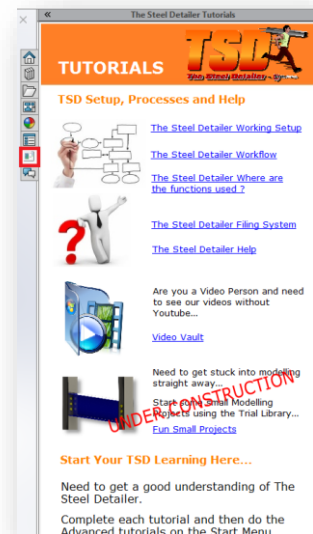 The Steel Detailer Tutorials
TUTORIALS
TSD
The Steel Detailer - System
TSD Setup, Processes and Help
The Steel Detailer Working Setup
The Steel Detailer Workflow
The Steel Detailer Where are
the functions used ?
The Steel Detailer Filing System
The Steel Detailer Help
Are you a Video Person and need
to see our videos without
Youtube...
Video Vault
Need to get stuck into modelling
straight away...
Start some Small Modelling
Projects using the Trial Library...
UNDER CONSTRUCTION
Fun Small Projects
Start Your TSD Learning Here...
Need to get a good understanding of The
Steel Detailer.
Complete each tutorial and then do the
Advanced tutorials on the Start Menu